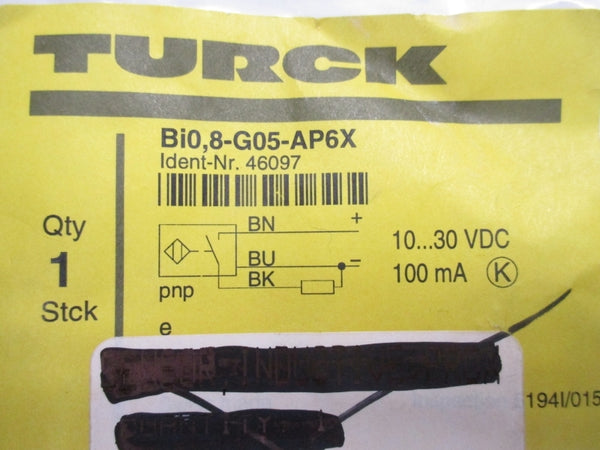 TURCK
Bi0,8-G05-AP6X
Ident-Nr. 46097
Qty
1
Stck
BN
+
BU
–
BK
pnp
10...30 VDC
100 mA K
e
194I/015